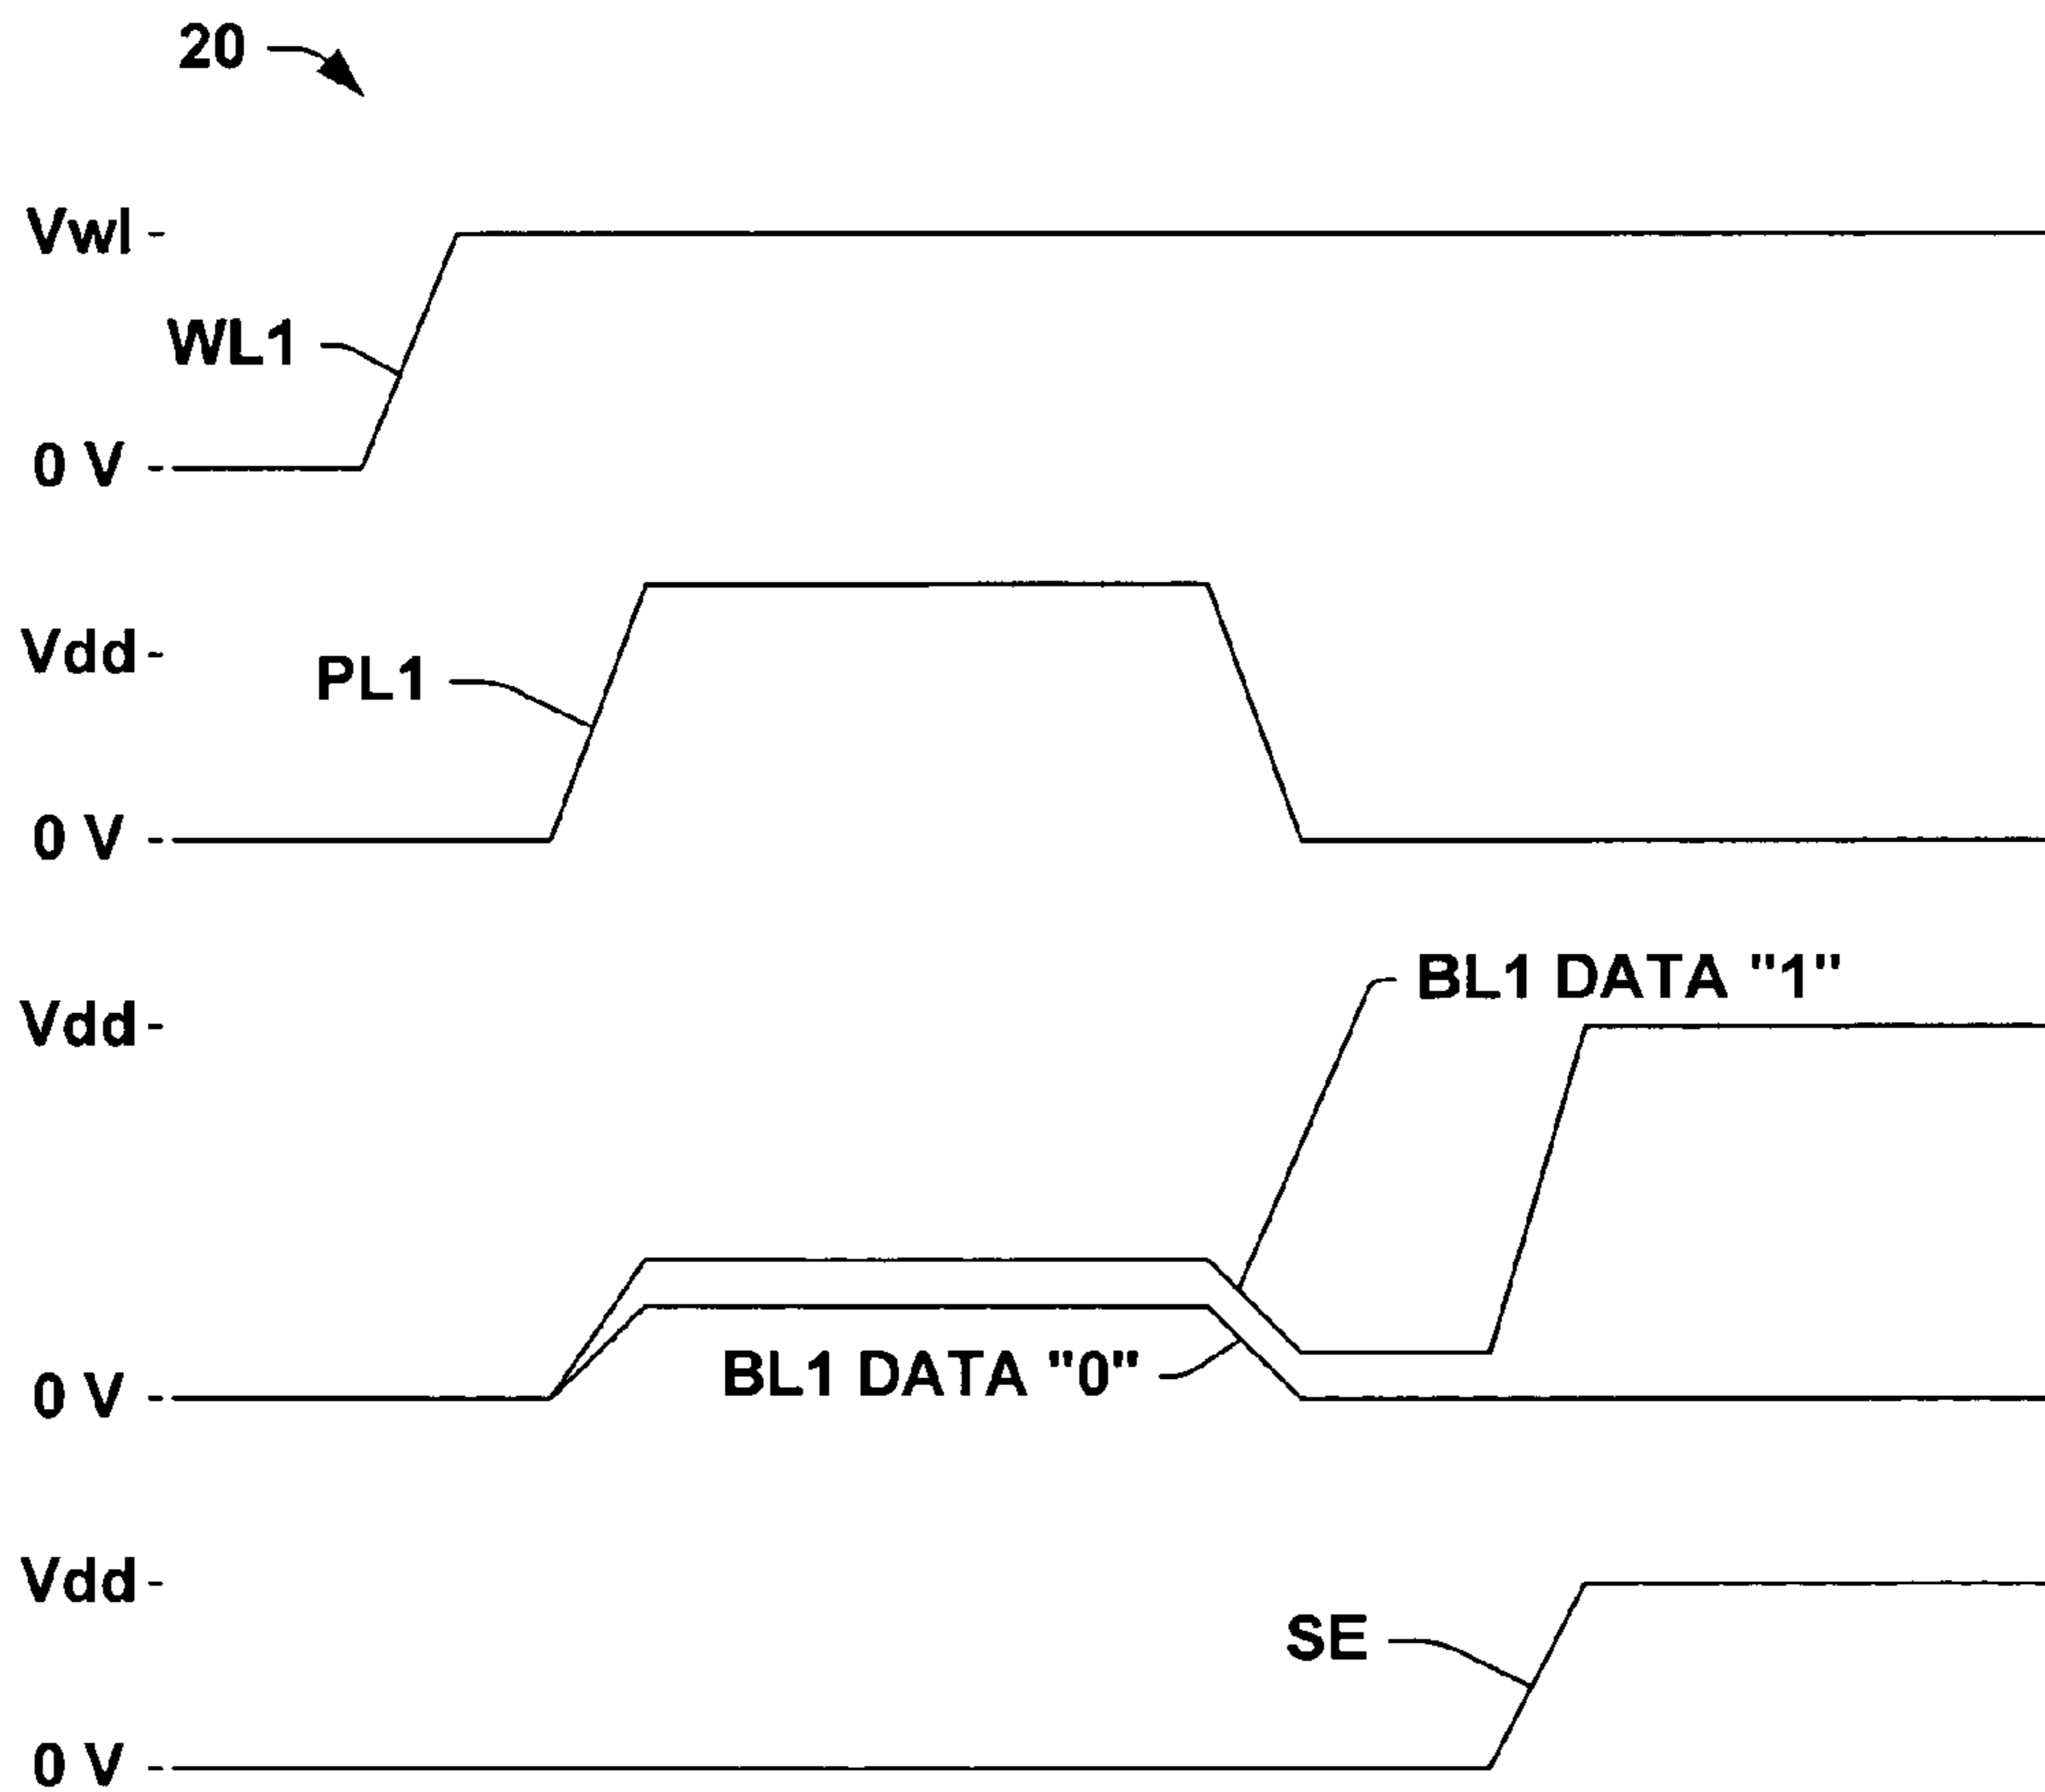 20
Vwl
WL1
0 V
Vdd
PL1
0 V
BL1 DATA "1"
Vdd
BL1 DATA "0"
0 V
Vdd
SE
0 V